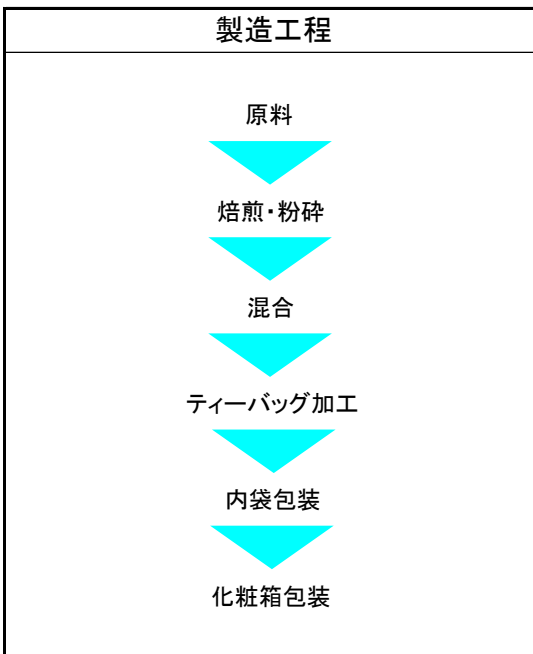 製造工程
原料
焙煎・粉砕
混合
ティーバッグ加工
内袋包装
化粧箱包装